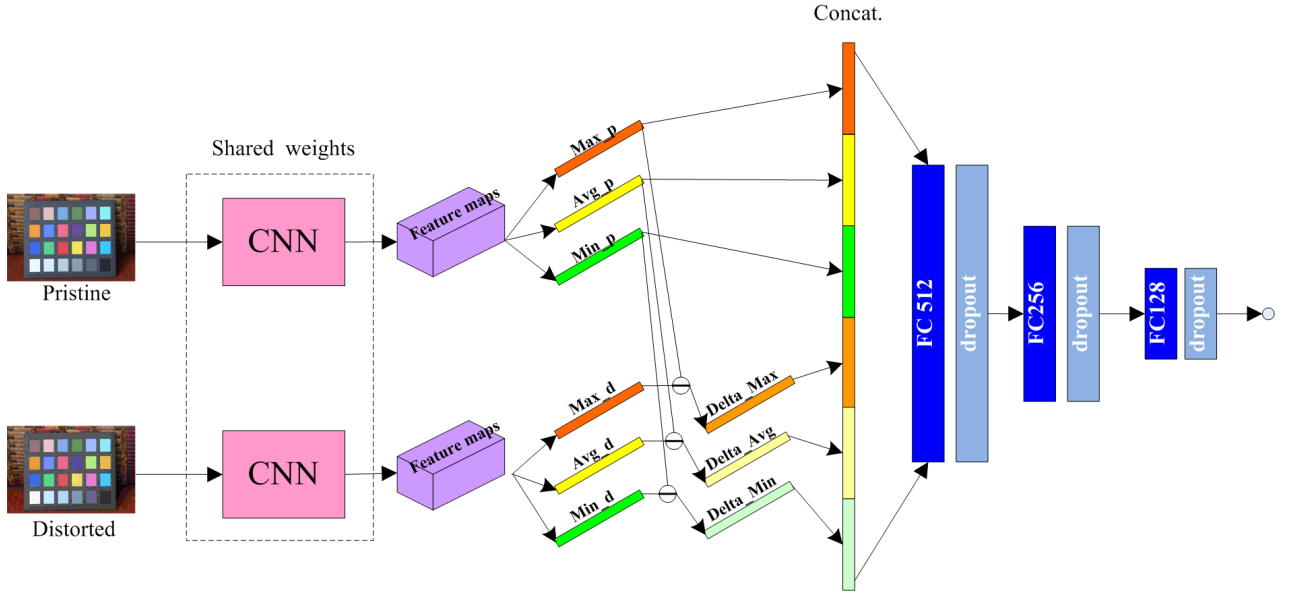 Concat.
Shared weights
Max_p
Avg_p
Min_p
CNN
Feature maps
Pristine
FC 512
dropout
FC256
dropout
FC128
dropout
Max_d
Avg_d
Min_d
Delta_Max
Delta_Avg
Delta_Min
CNN
Feature maps
Distorted